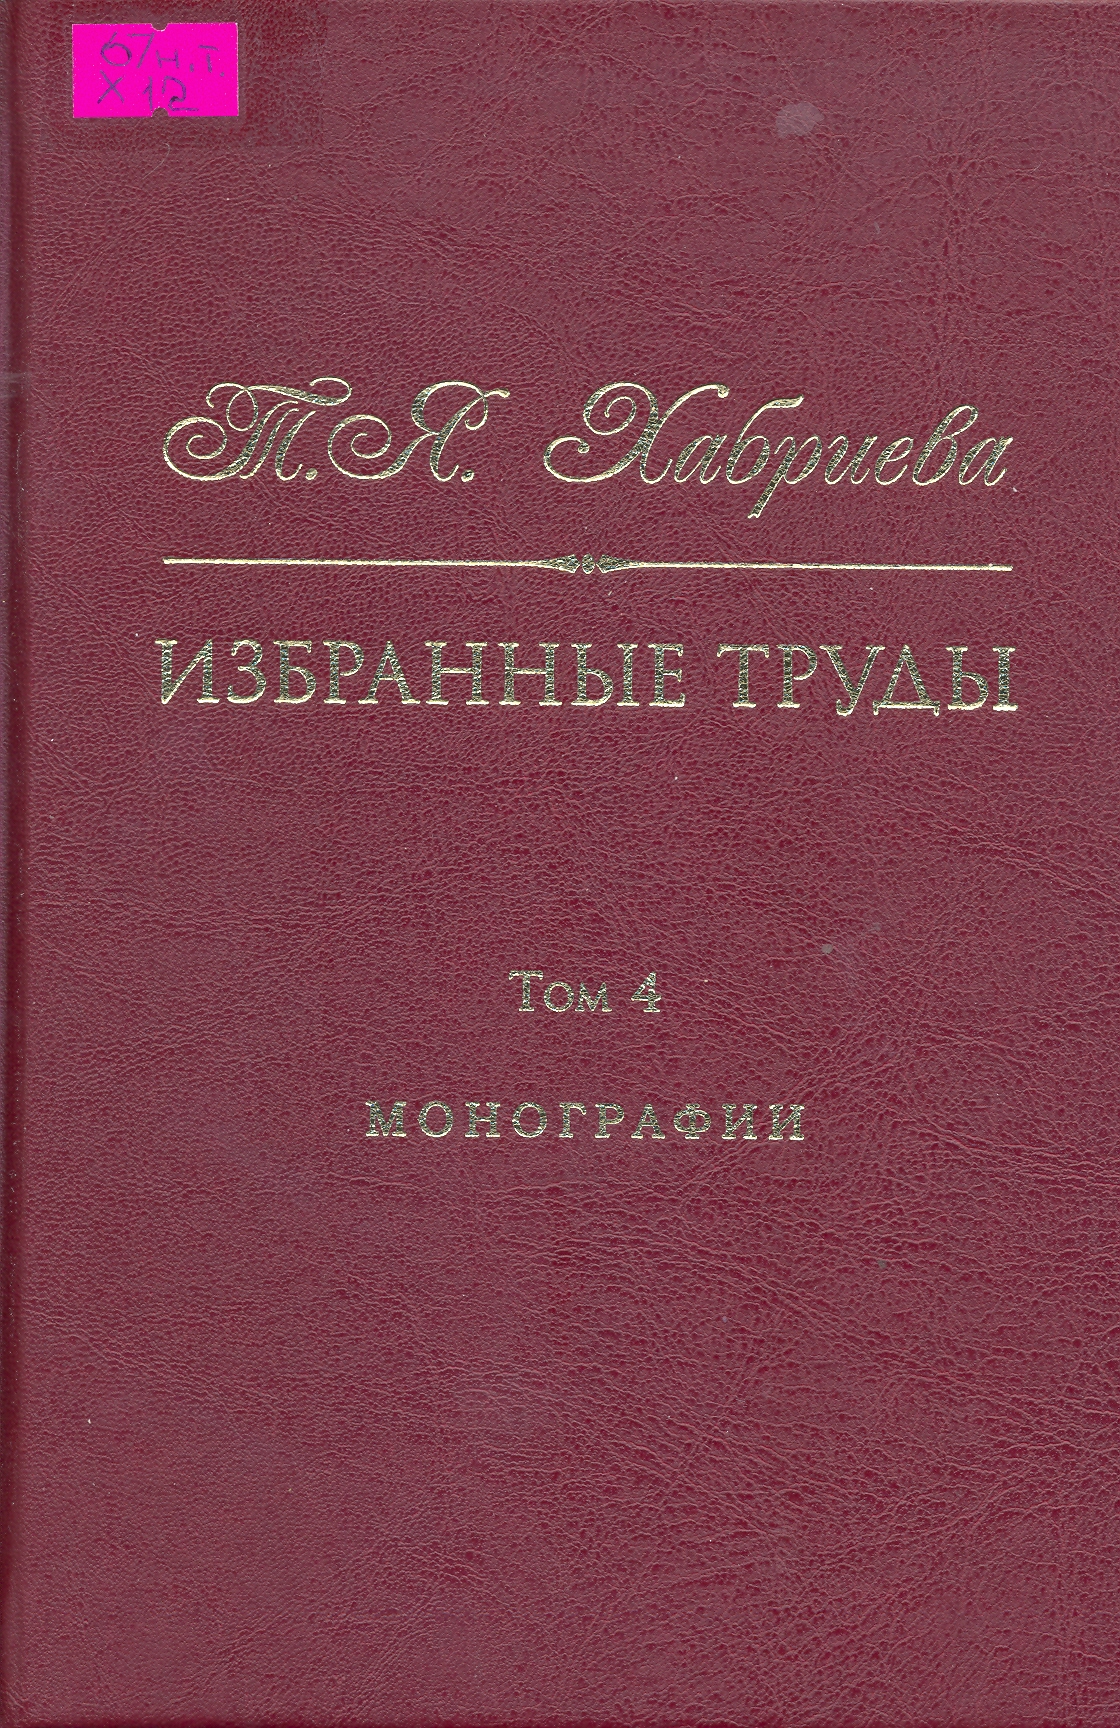 67н.т.
Х 12
Т. Я. Хабриева
ИЗБРАННЫЕ ТРУДЫ
Том 4
МОНОГРАФИИ